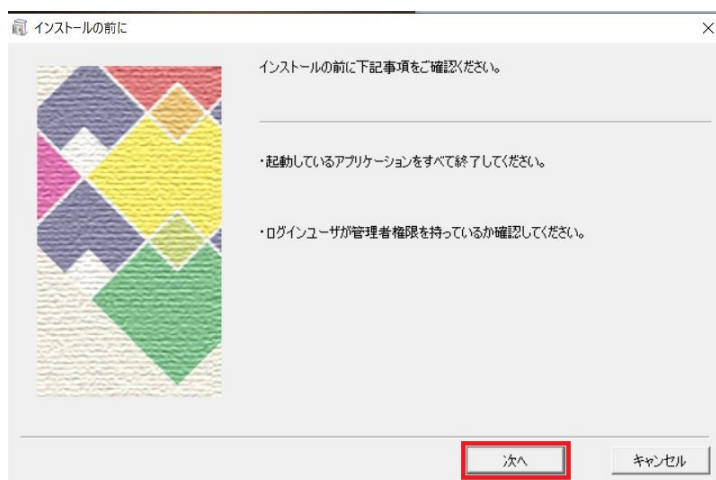 インストールの前に
インストールの前に下記事項をご確認ください。
・起動しているアプリケーションをすべて終了してください。
・ログインユーザが管理者権限を持っているか確認してください。
次へ
キャンセル